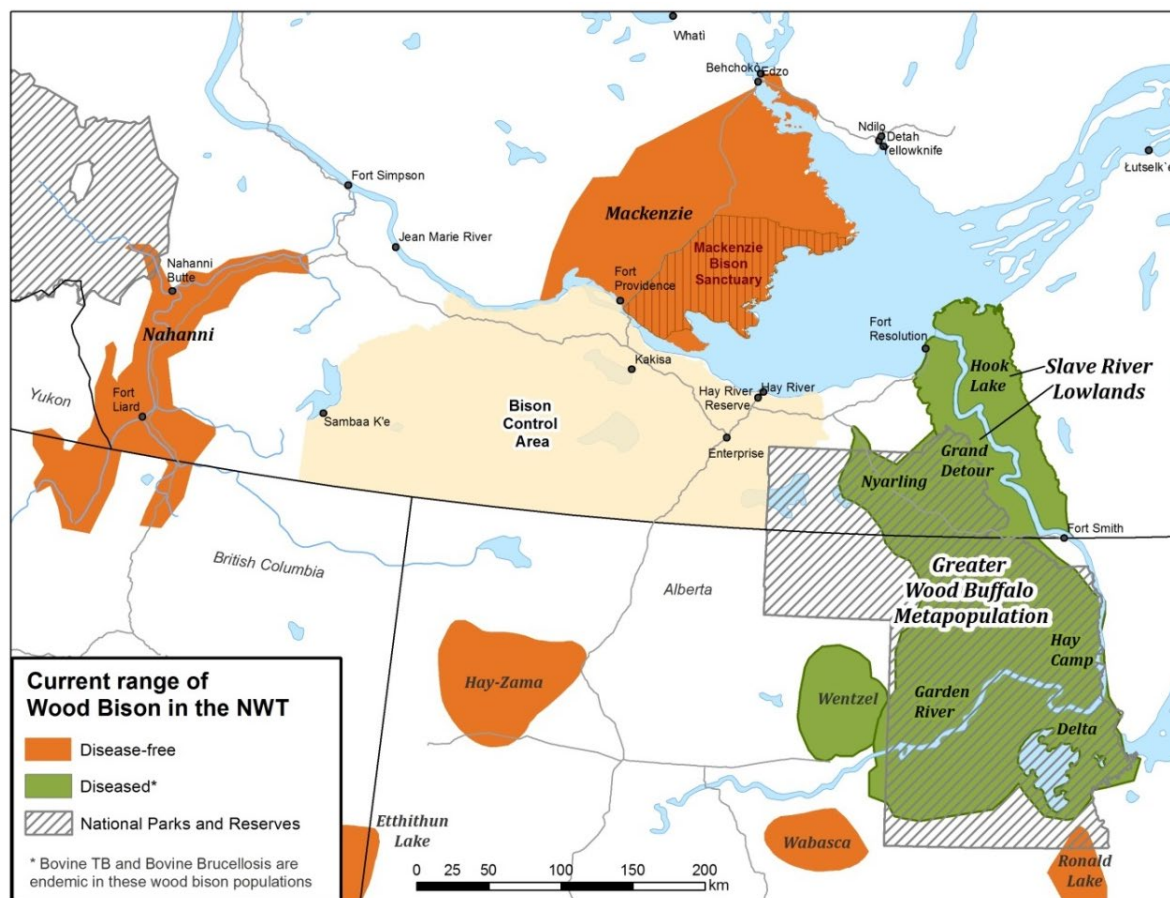 Whatì
Behchokǫ̀
Edzo
Ndilo
Detah
Yellowknife
Łutselk'e
Fort Simpson
Mackenzie
Jean Marie River
Mackenzie
Bison
Sanctuary
Nahanni
Butte
Fort
Providence
Nahanni
Fort
Resolution
Hook
Lake
Slave River
Lowlands
Kakisa
Yukon
Fort
Liard
Hay River
Reserve
Hay River
Sambaa K'e
Bison
Control
Area
Enterprise
Grand
Detour
Nyarling
Fort Smith
British Columbia
Alberta
Greater
Wood Buffalo
Metapopulation
Hay
Camp
Hay-Zama
Wentzel
Garden
River
Delta
Current range of
Wood Bison in the NWT
Disease-free
Diseased*
National Parks and Reserves
* Bovine TB and Bovine Brucellosis are
endemic in these wood bison populations
Etthithun
Lake
Wabasca
Ronald
Lake
0 25 50 100 150 200
km